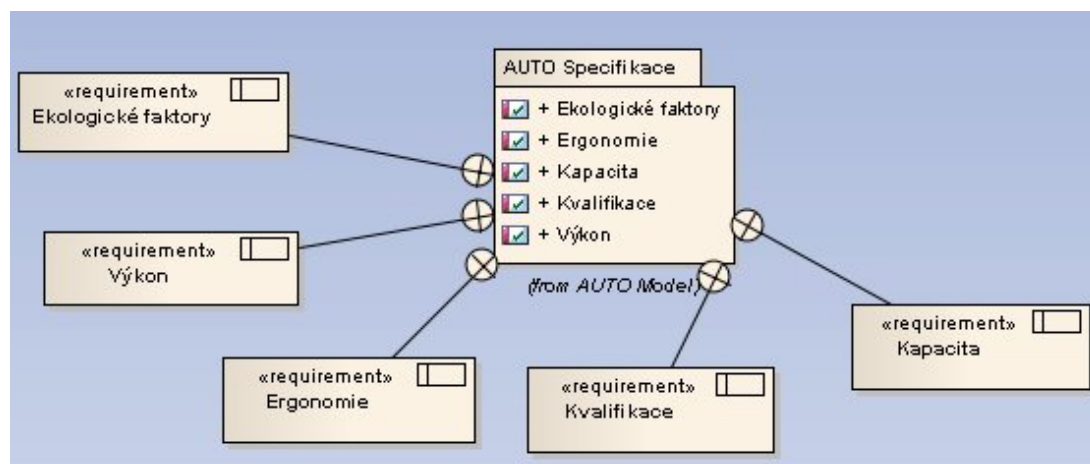 AUTO Specifikace
+ Ekologické faktory
+ Ergonomie
+ Kapacita
+ Kvalifikace
+ Výkon
(from AUTO Model)
«requirement»
Ekologické faktory
«requirement»
Výkon
«requirement»
Ergonomie
«requirement»
Kvalifikace
«requirement»
Kapacita